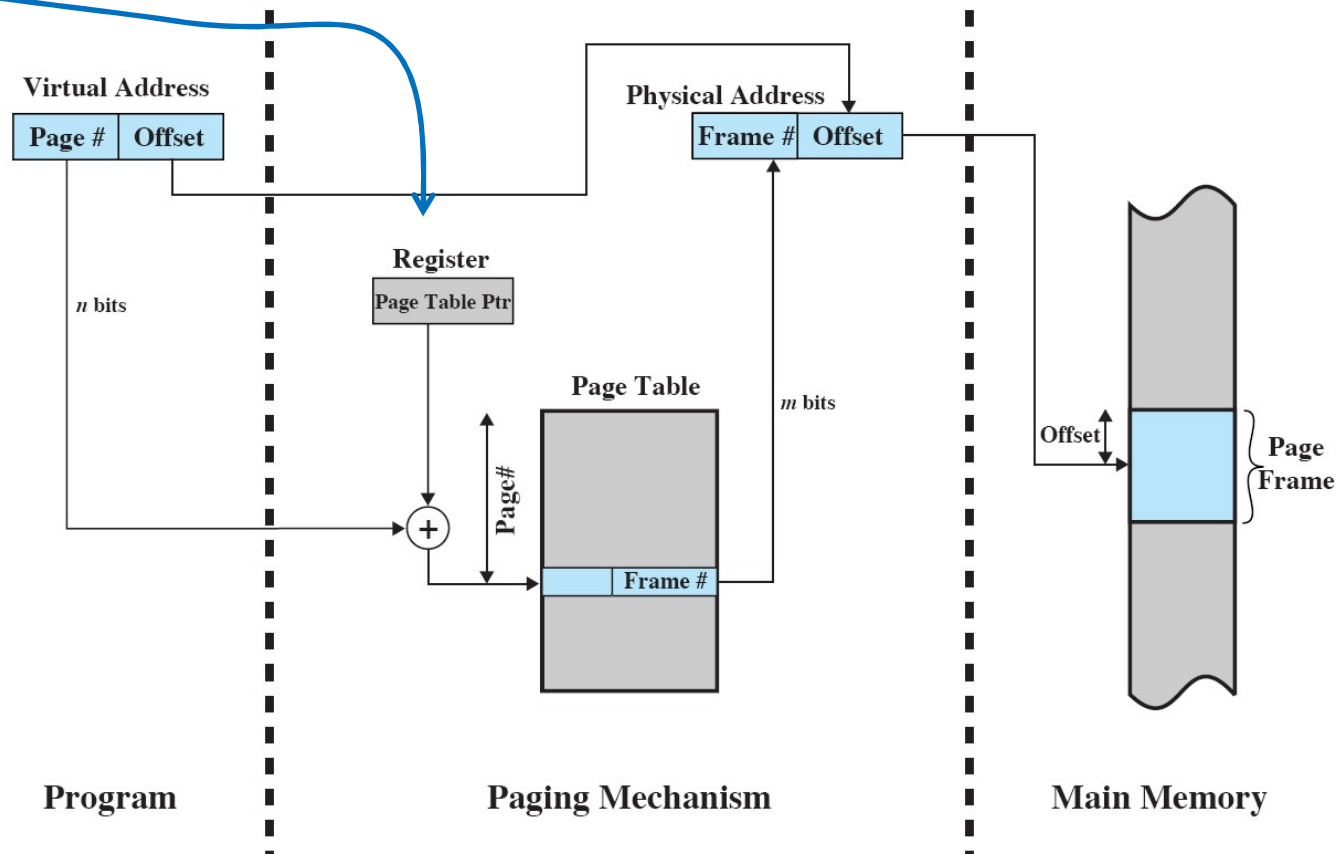 Virtual Address
Page # Offset
Physical Address
Frame # Offset
n bits
Register
Page Table Ptr
Page Table
m bits
Page#
+
Frame #
Offset
Page
Frame
Program
Paging Mechanism
Main Memory